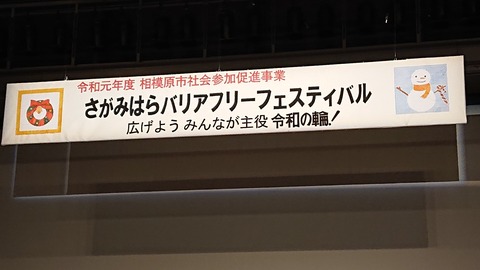 令和元年度 相模原市社会参加促進事業
さがみはらバリアフリーフェスティバル
広げよう みんなが主役 令和の輪!